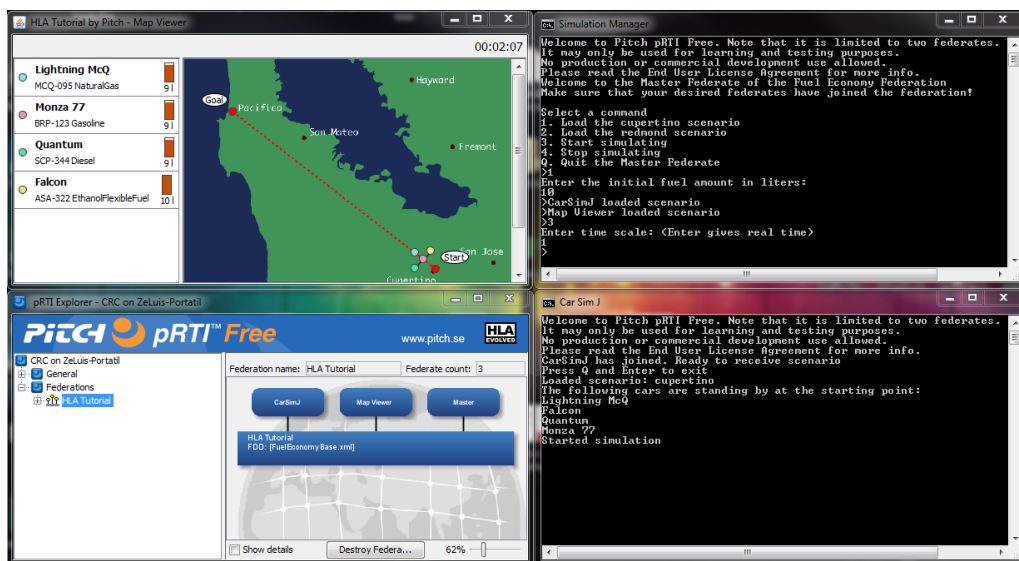 HLA Tutorial by Pitch - Map Viewer
00:02:07
Lightning McQ
MCQ-095 NaturalGas
9 l
Monza 77
BRP-123 Gasoline
9 l
Quantum
SCP-344 Diesel
9 l
Falcon
ASA-322 EthanolFlexibleFuel
10 l
Hayward
Goal
Pacifica
San Mateo
Fremont
San Jose
Start
Cupertino
Simulation Manager
Welcome to Pitch pRTI Free. Note that it is limited to two federates.
It may only be used for learning and testing purposes.
No production or commercial development use allowed.
Please read the End User License Agreement for more info.
Welcome to the Master Federate of the Fuel Economy Federation
Make sure that your desired federates have joined the federation!
Select a command
1. Load the cupertino scenario
2. Load the redmond scenario
3. Start simulating
4. Stop simulating
Q. Quit the Master Federate
>1
Enter the initial fuel amount in liters:
10
>CarSimJ loaded scenario
>Map Viewer loaded scenario
>3
Enter time scale: (Enter gives real time)
1
>
pRTI Explorer - CRC on ZeLuis-Portatil
PITCH pRTI™ Free
www.pitch.se
HLA
EVOLVED
CRC on ZeLuis-Portatil
General
Federations
HLA Tutorial
Federation name: HLA Tutorial Federate count: 3
CarSimJ Map Viewer Master
HLA Tutorial
FDD: [FuelEconomyBase.xml]
Show details Destroy Federa... 62%
Car Sim J
Welcome to Pitch pRTI Free. Note that it is limited to two federates.
It may only be used for learning and testing purposes.
No production or commercial development use allowed.
Please read the End User License Agreement for more info.
CarSimJ has joined. Ready to receive scenario
Press Q and Enter to exit
Loaded scenario: cupertino
The following cars are standing by at the starting point:
Lightning McQ
Falcon
Quantum
Monza 77
Started simulation